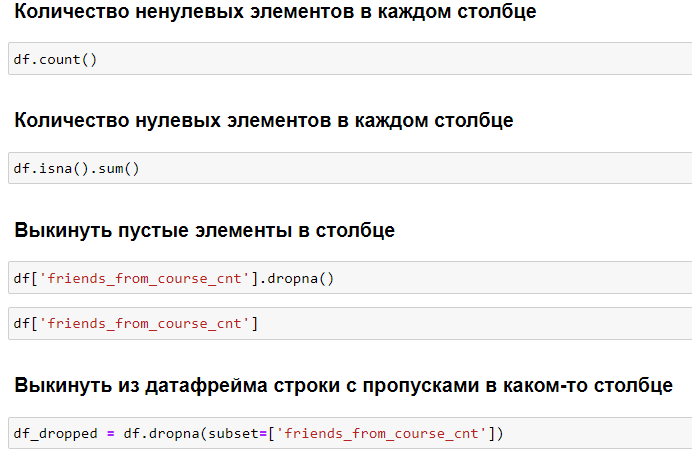 Количество ненулевых элементов в каждом столбце
df.count()
Количество нулевых элементов в каждом столбце
df.isna().sum()
Выкинуть пустые элементы в столбце
df['friends_from_course_cnt'].dropna()
df['friends_from_course_cnt']
Выкинуть из датафрейма строки с пропусками в каком-то столбце
df_dropped = df.dropna(subset=['friends_from_course_cnt'])